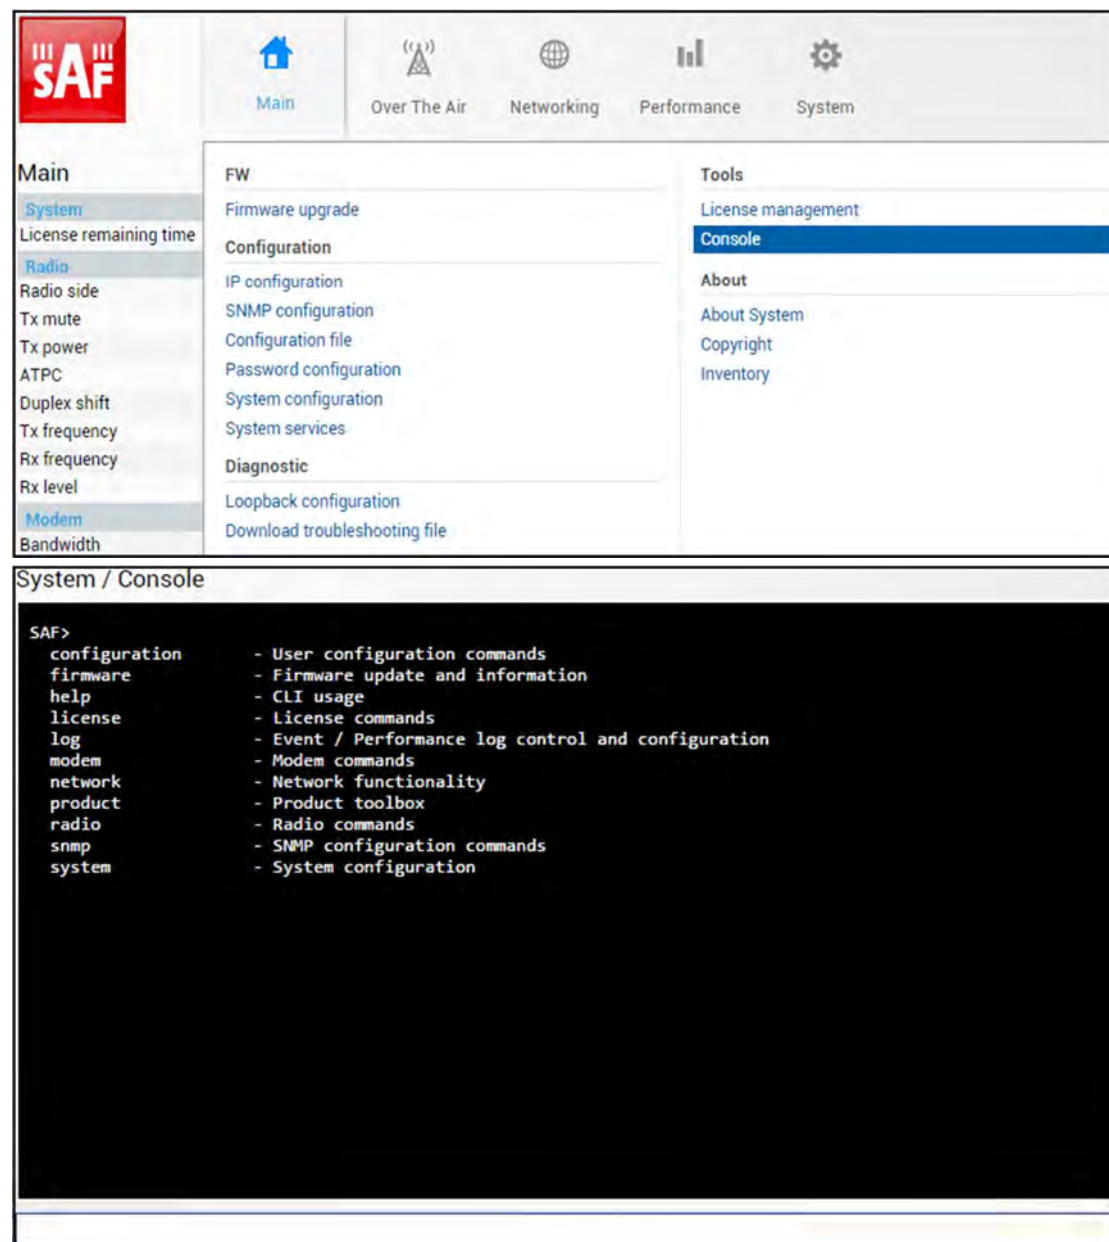 SAF
Main
Over The Air
Networking
Performance
System
Main
System
License remaining time
Radio
Radio side
Tx mute
Tx power
ATPC
Duplex shift
Tx frequency
Rx frequency
Rx level
Modem
Bandwidth
FW
Firmware upgrade
Configuration
IP configuration
SNMP configuration
Configuration file
Password configuration
System configuration
System services
Diagnostic
Loopback configuration
Download troubleshooting file
Tools
License management
Console
About
About System
Copyright
Inventory
System / Console
SAF>
configuration - User configuration commands
firmware - Firmware update and information
help - CLI usage
license - License commands
log - Event / Performance log control and configuration
modem - Modem commands
network - Network functionality
product - Product toolbox
radio - Radio commands
snmp - SNMP configuration commands
system - System configuration